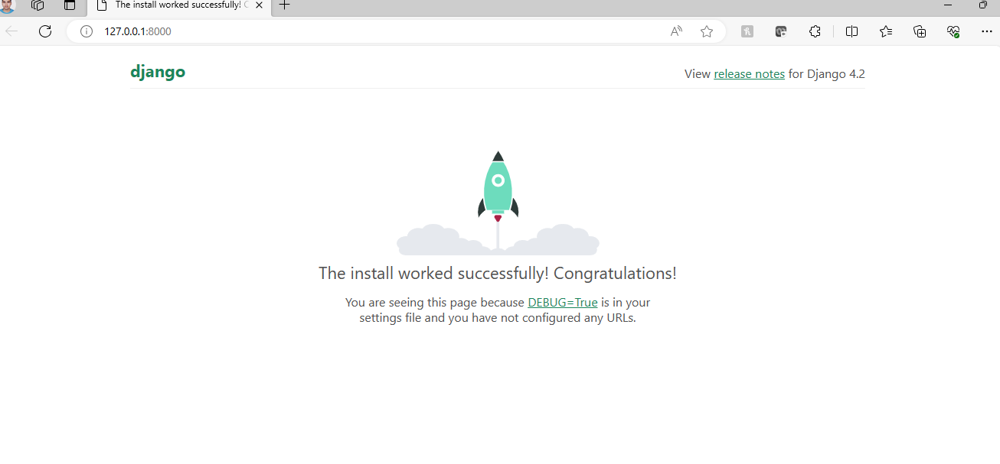 The install worked successfully!
127.0.0.1:8000
django
View release notes for Django 4.2
The install worked successfully! Congratulations!
You are seeing this page because DEBUG=True is in your
settings file and you have not configured any URLs.